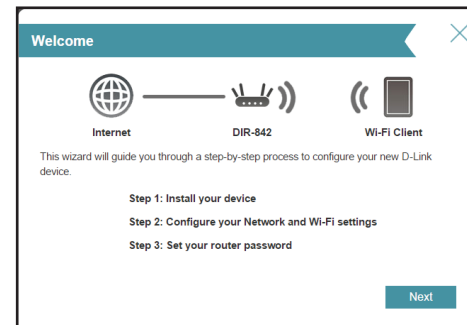 Welcome
Internet DIR-842 Wi-Fi Client
This wizard will guide you through a step-by-step process to configure your new D-Link
device.
Step 1: Install your device
Step 2: Configure your Network and Wi-Fi settings
Step 3: Set your router password
Next